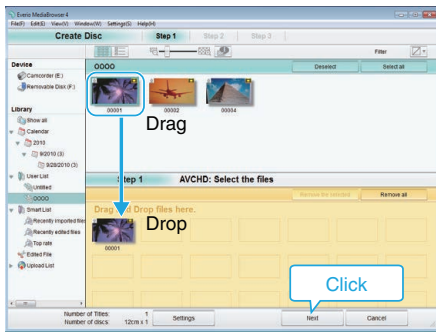 Everio MediaBrowser 4
File(F) Edit(E) View(V) Window(W) Settings(S) Help(H)
Create Disc Step 1 Step 2 Step 3
Filter
Device
Camcorder (E:)
Removable Disk (F:)
Library
Show all
Calendar
2010
9/2010 (3)
9/28/2010 (3)
User List
Untitled
0000
Smart List
Recently imported files
Recently edited files
Top rate
Edited File
Upload List
0000 Deselect Select all
00001 00002 00004
Drag
Step 1 AVCHD: Select the files
Remove the selected Remove all
Drag and Drop files here.
Drop
00001
Click
Number of Titles: 1
Number of discs: 12cm x 1
Settings Next Cancel